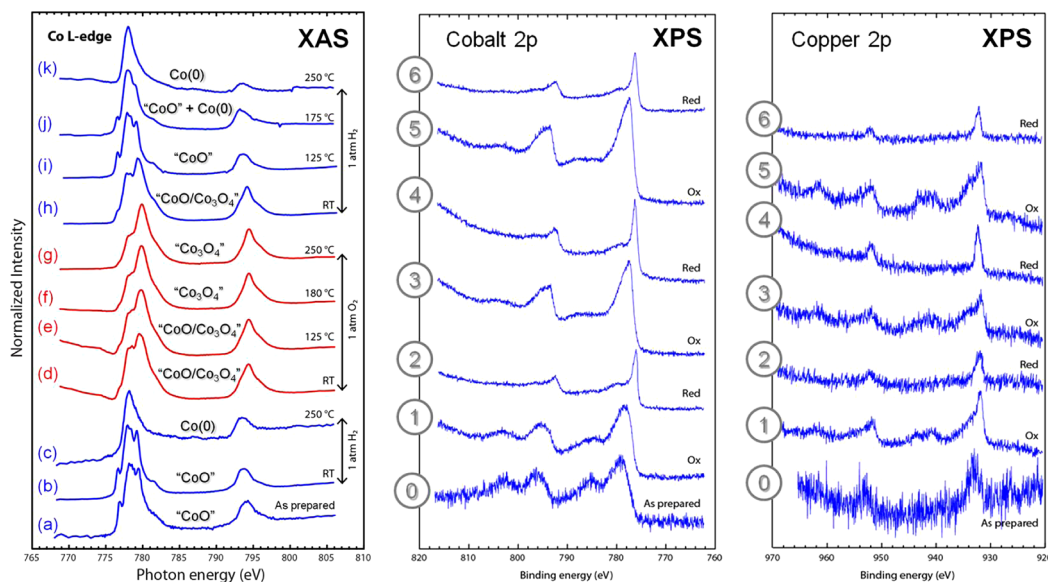 Co L-edge
XAS
(k)
Co(0)
250 °C
(j)
"CoO" + Co(0)
175 °C
(i)
"CoO"
125 °C
(h)
"CoO/Co₃O₄"
RT
1 atm H₂
(g)
"Co₃O₄"
250 °C
(f)
"Co₃O₄"
180 °C
(e)
"CoO/Co₃O₄"
125 °C
(d)
"CoO/Co₃O₄"
RT
1 atm O₂
(c)
Co(0)
250 °C
(b)
"CoO"
RT
1 atm H₂
(a)
"CoO"
As prepared
Normalized Intensity
765 770 775 780 785 790 795 800 805 810
Photon energy (eV)
Cobalt 2p
XPS
6
Red
5
Ox
4
Red
3
Ox
2
Red
1
Ox
0
As prepared
820 810 800 790 780 770 760
Binding energy (eV)
Copper 2p
XPS
6
Red
5
Ox
4
Red
3
Ox
2
Red
1
Ox
0
As prepared
970 960 950 940 930 920
Binding energy (eV)